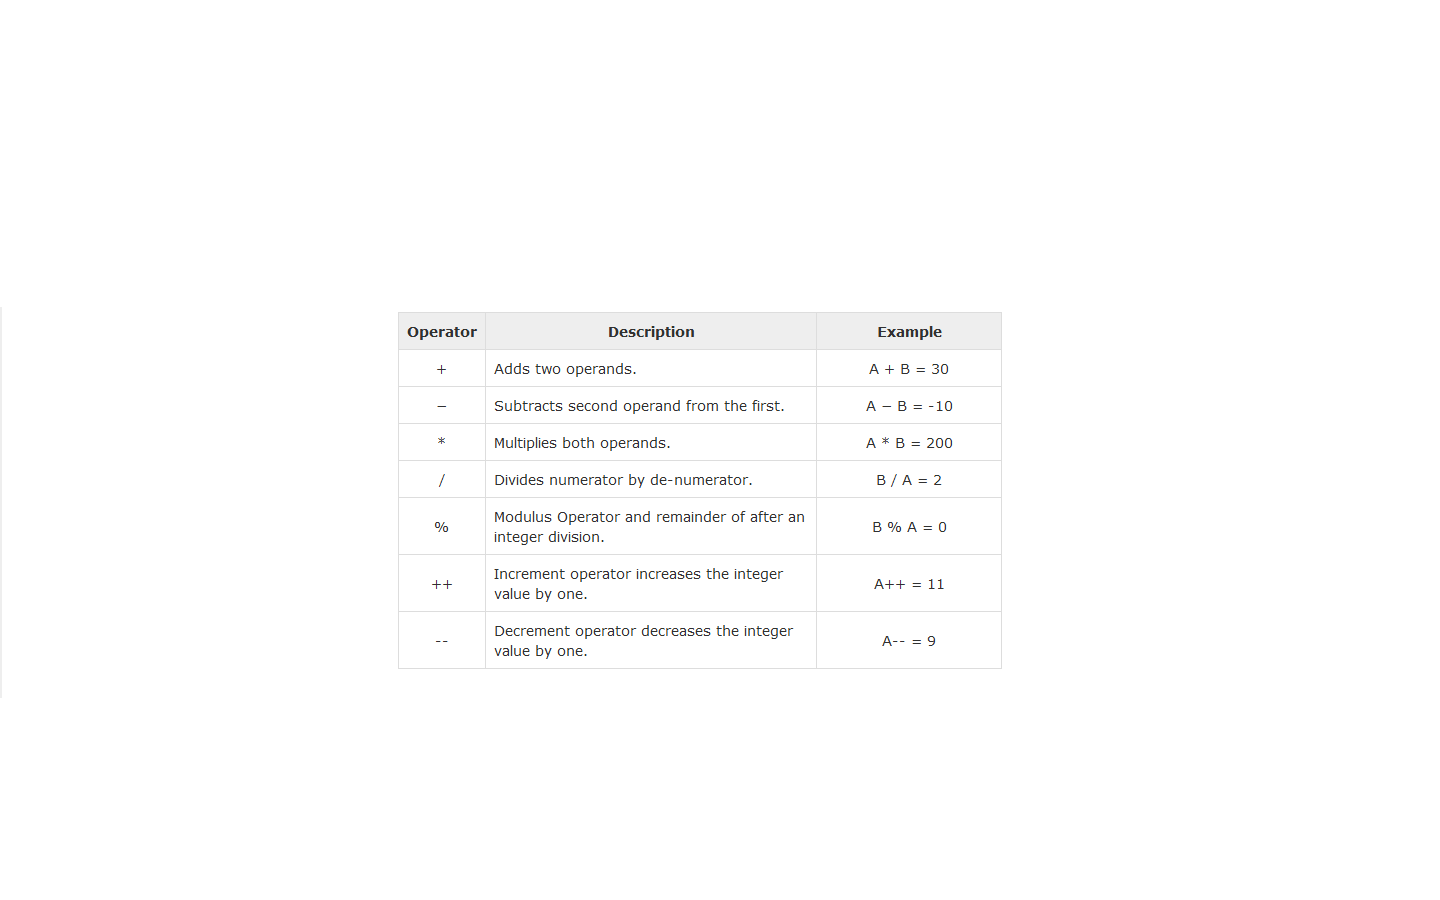 Operator Description Example
+ Adds two operands. A + B = 30
− Subtracts second operand from the first. A − B = -10
* Multiplies both operands. A * B = 200
/ Divides numerator by de-numerator. B / A = 2
% Modulus Operator and remainder of after an
integer division. B % A = 0
++ Increment operator increases the integer
value by one. A++ = 11
-- Decrement operator decreases the integer
value by one. A-- = 9